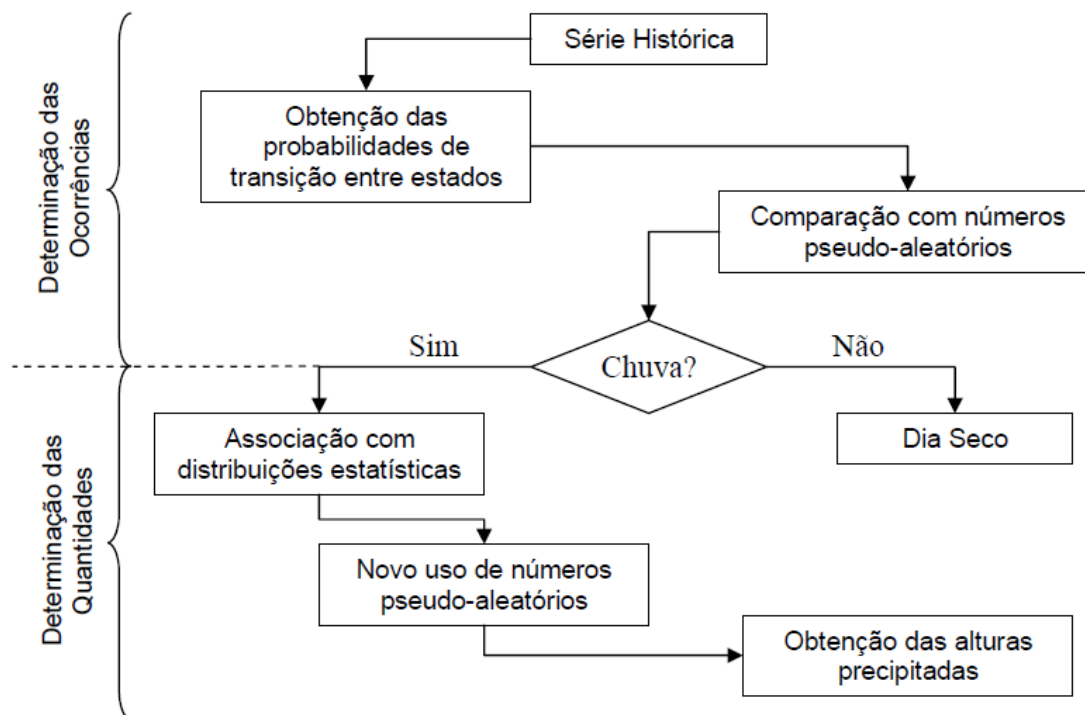 Série Histórica
Determinação das
Ocorrências
Obtenção das
probabilidades de
transição entre estados
Comparação com números
pseudo-aleatórios
Sim
Chuva?
Não
Determinação das
Quantidades
Associação com
distribuições estatísticas
Dia Seco
Novo uso de números
pseudo-aleatórios
Obtenção das alturas
precipitadas